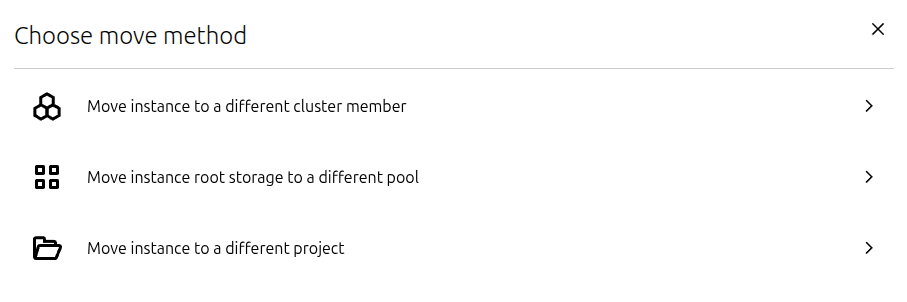 Choose move method
Move instance to a different cluster member
Move instance root storage to a different pool
Move instance to a different project